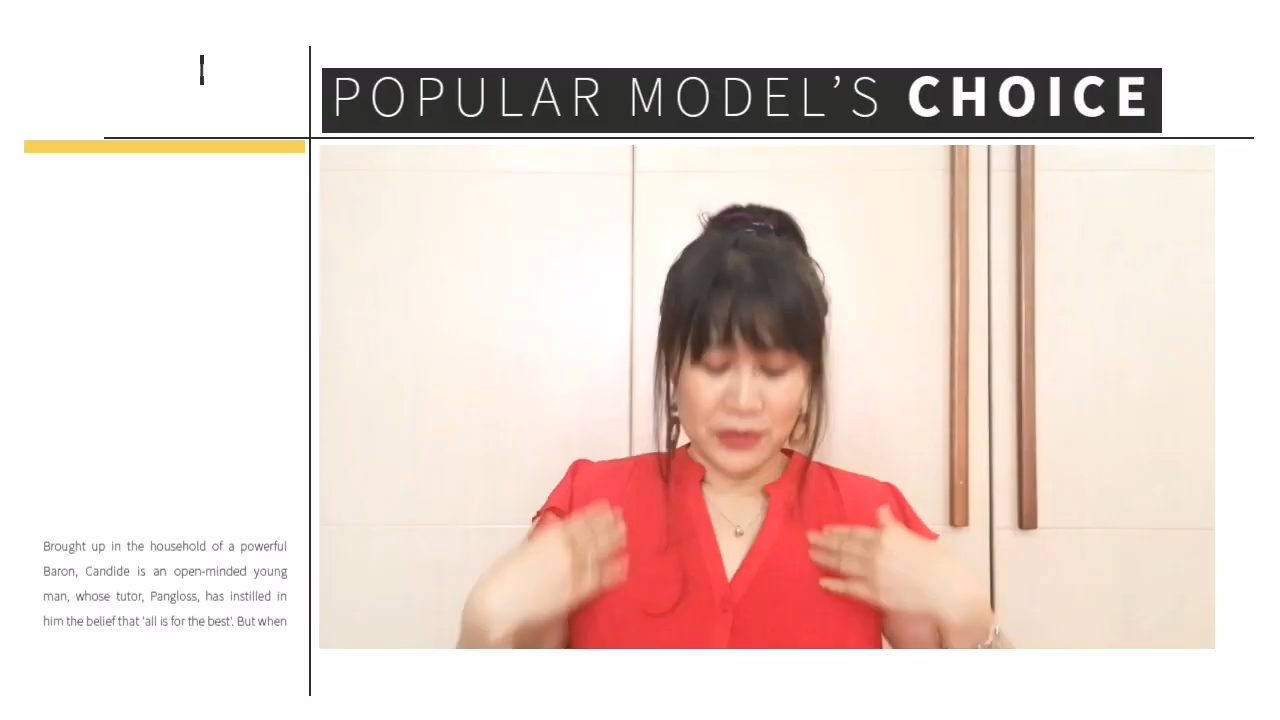 POPULAR MODEL’S CHOICE
Brought up in the household of a powerful
Baron, Candide is an open-minded young
man, whose tutor, Pangloss, has instilled in
him the belief that 'all is for the best'. But when